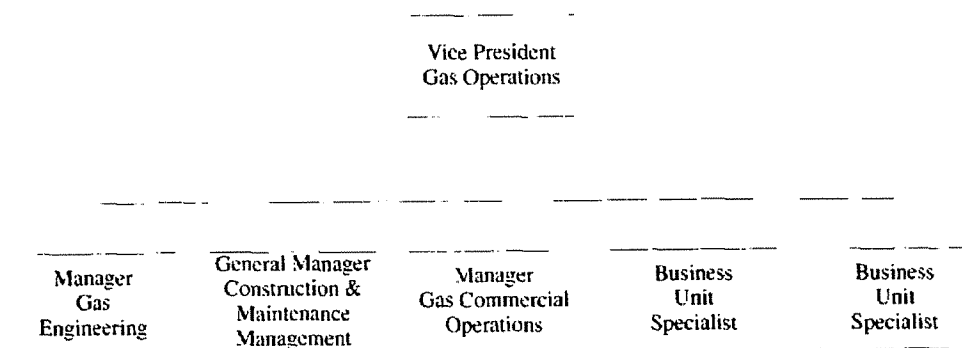 Vice President
Gas Operations
Manager
Gas
Engineering
General Manager
Construction &
Maintenance
Management
Manager
Gas Commercial
Operations
Business
Unit
Specialist
Business
Unit
Specialist